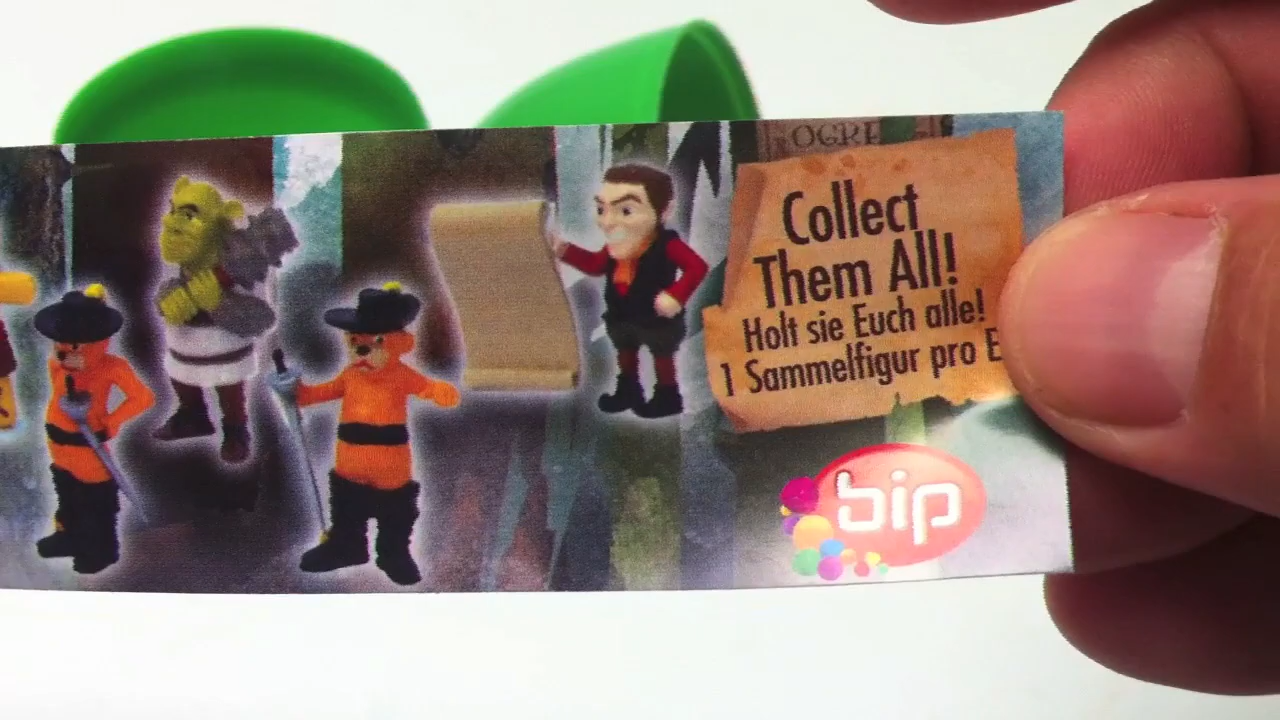 OGRE
Collect
Them All!
Holt sie Euch alle!
1 Sammelfigur pro E
bip